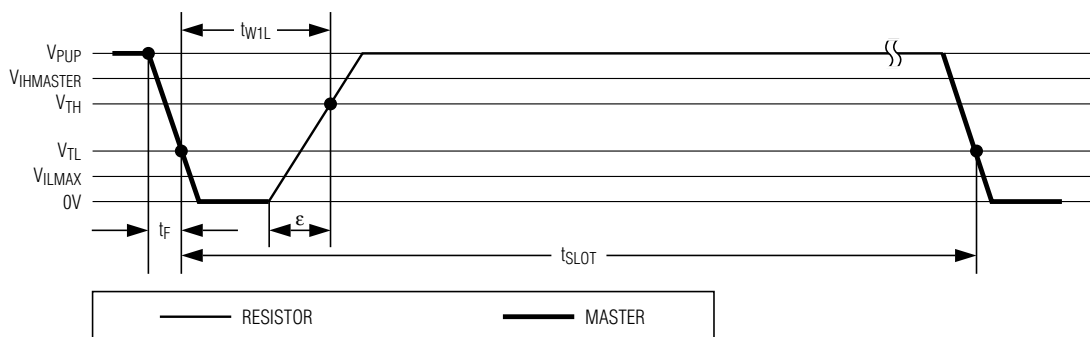 tW1L
VPUP
VIHMASTER
VTH
VTL
VILMAX
0V
tF
ε
tSLOT
RESISTOR MASTER